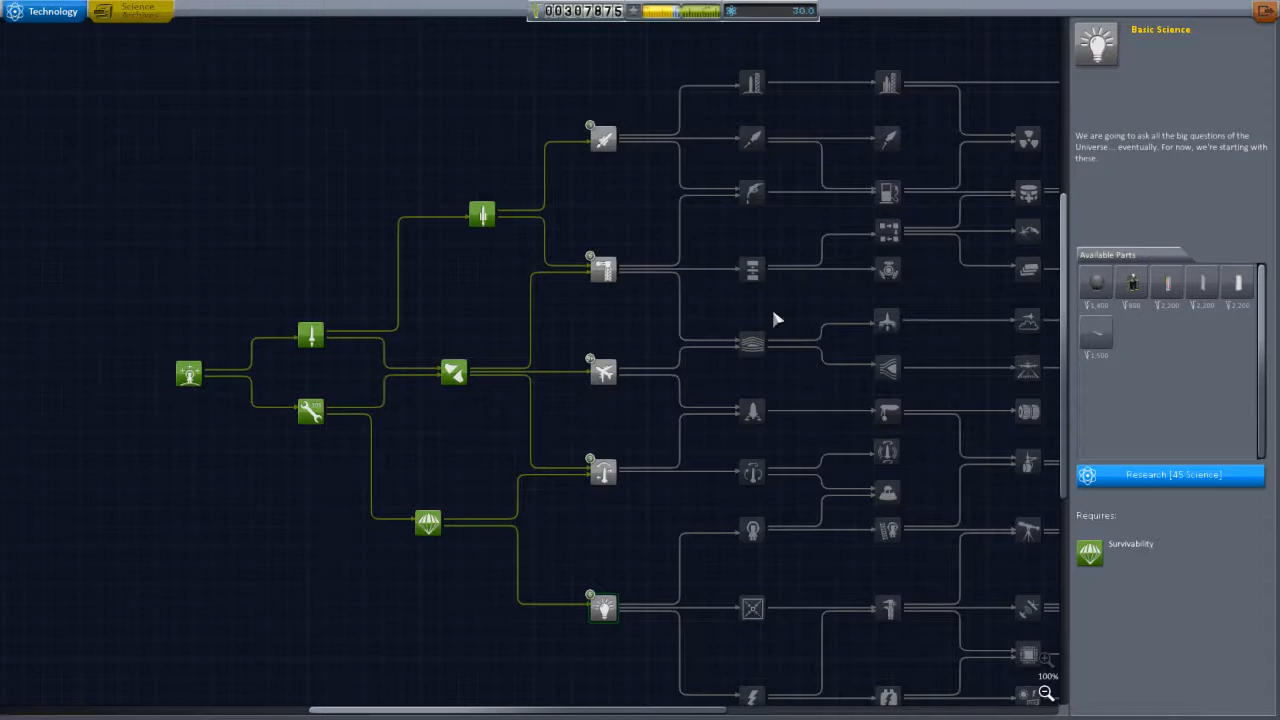 Technology
Science
Archives
00307875
30.0
Basic Science
We are going to ask all the big questions of the
Universe... eventually. For now, we're starting with
these.
Available Parts
1,400
2,200
2,200
2,200
1,500
Research [45 Science]
Requires:
Survivability
100%